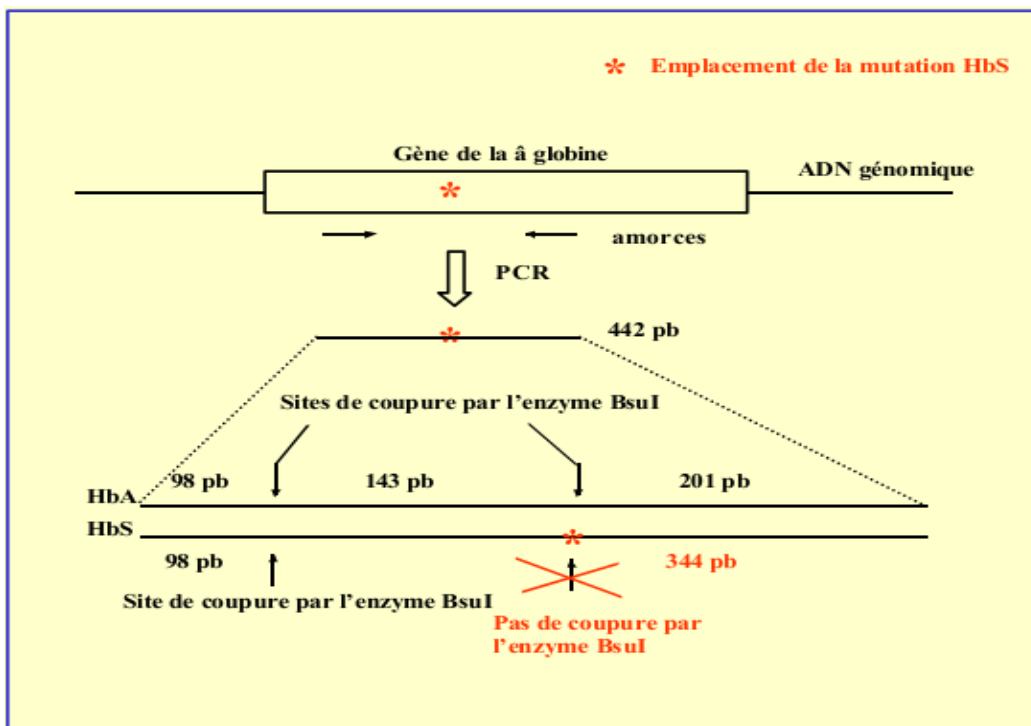 * Emplacement de la mutation HbS
Gène de la â globine
ADN génomique
*
amorces
PCR
*
442 pb
Sites de coupure par l'enzyme BsuI
98 pb 143 pb 201 pb
HbA
HbS
*
98 pb 344 pb
Site de coupure par l'enzyme BsuI
Pas de coupure par
l'enzyme BsuI